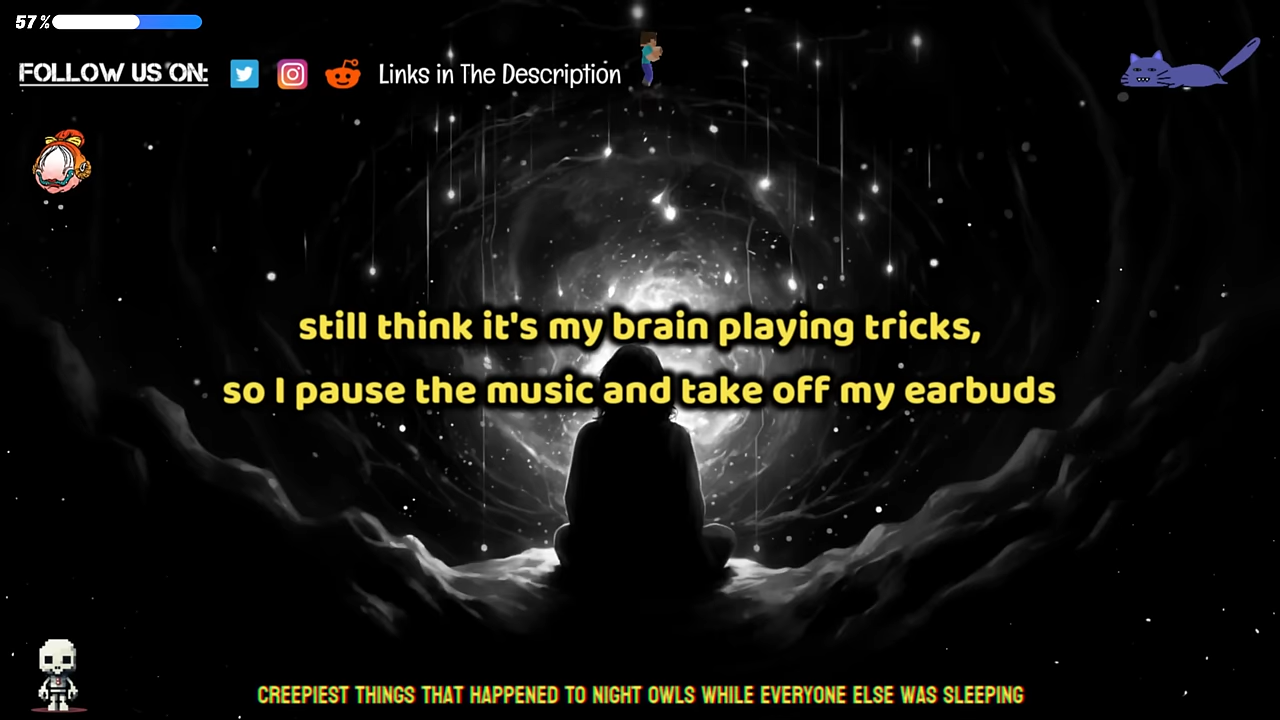 57%
FOLLOW US ON: Links in The Description
still think it's my brain playing tricks,
so I pause the music and take off my earbuds
CREEPIEST THINGS THAT HAPPENED TO NIGHT OWLS WHILE EVERYONE ELSE WAS SLEEPING